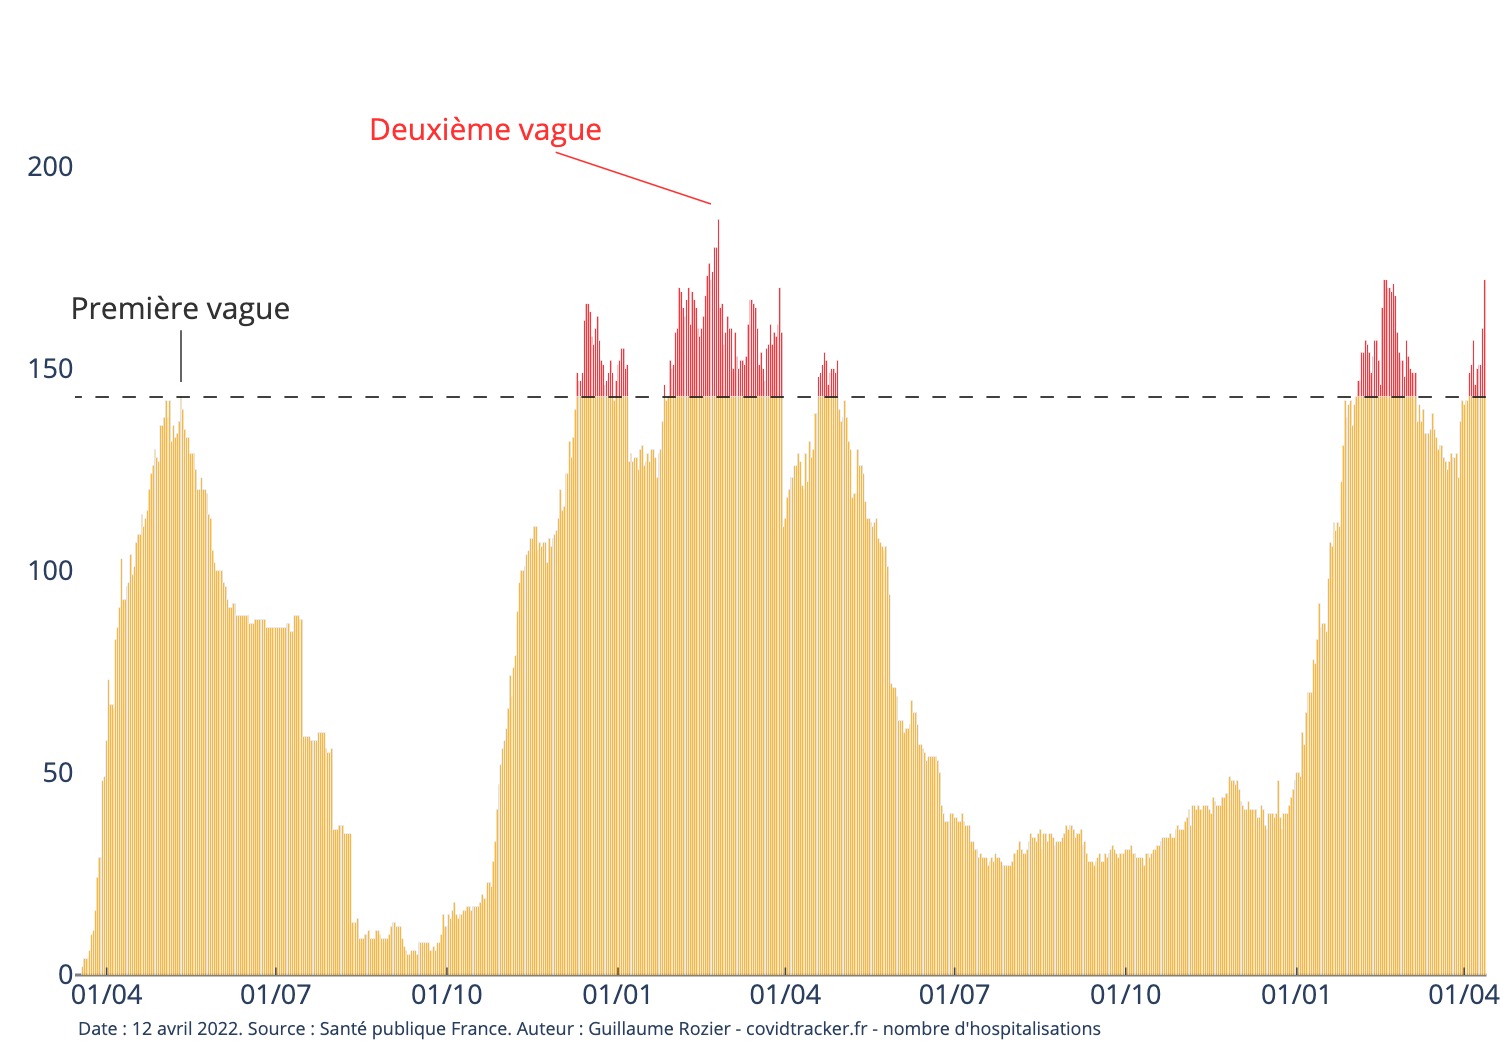 Deuxième vague
200
Première vague
150
100
50
0
01/04 01/07 01/10 01/01 01/04 01/07 01/10 01/01 01/04
Date : 12 avril 2022. Source : Santé publique France. Auteur : Guillaume Rozier - covidtracker.fr - nombre d'hospitalisations